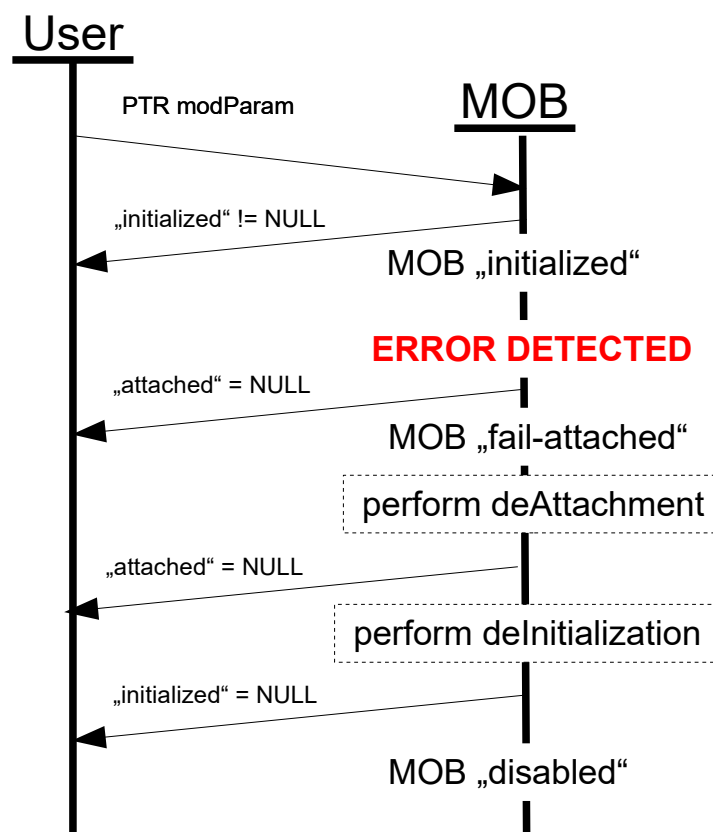 User
MOB
PTR modParam
„initialized“ != NULL
MOB „initialized“
ERROR DETECTED
„attached“ = NULL
MOB „fail-attached“
perform deAttachment
„attached“ = NULL
perform deInitialization
„initialized“ = NULL
MOB „disabled“